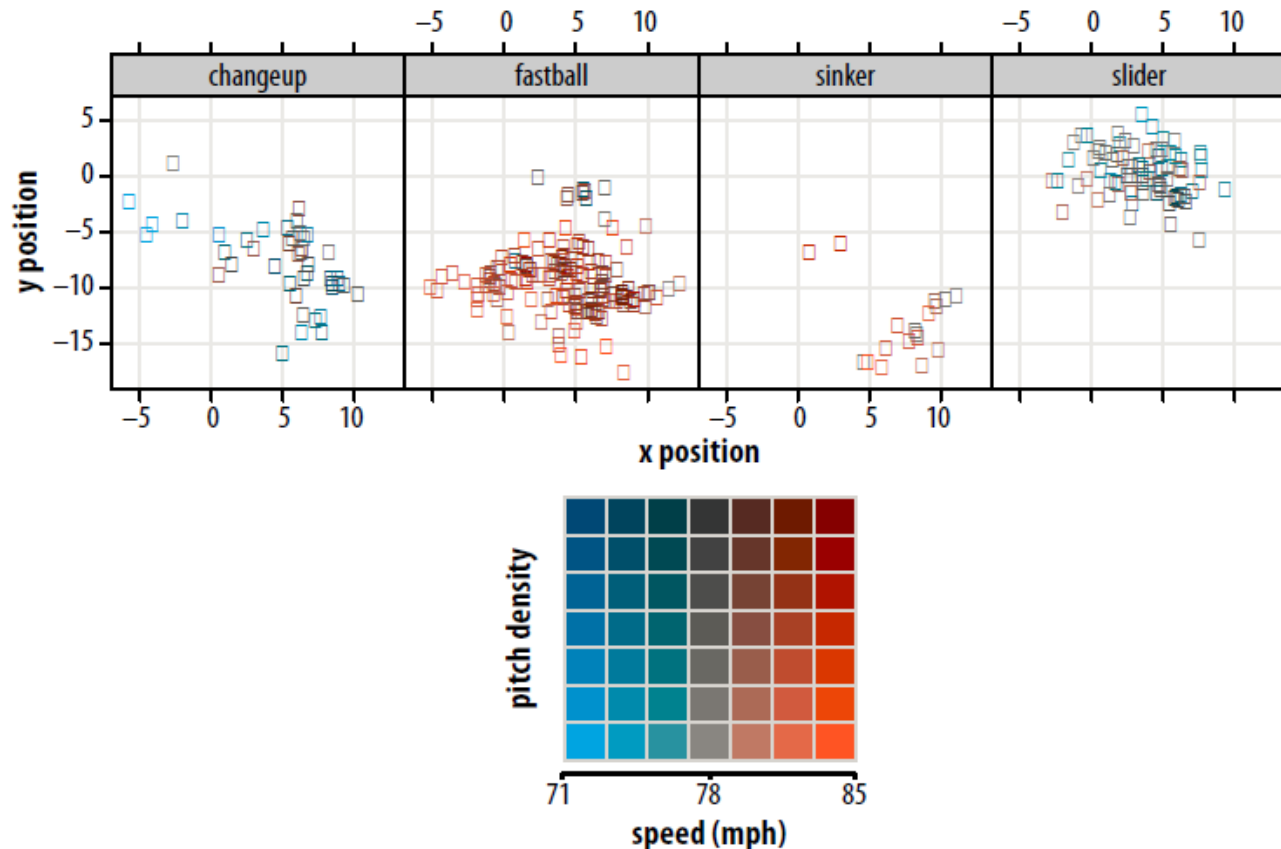 −5 0 5 10 −5 0 5 10
changeup fastball sinker slider
5
0
−5
−10
−15
y position
−5 0 5 10 −5 0 5 10
x position
pitch density
71 78 85
speed (mph)